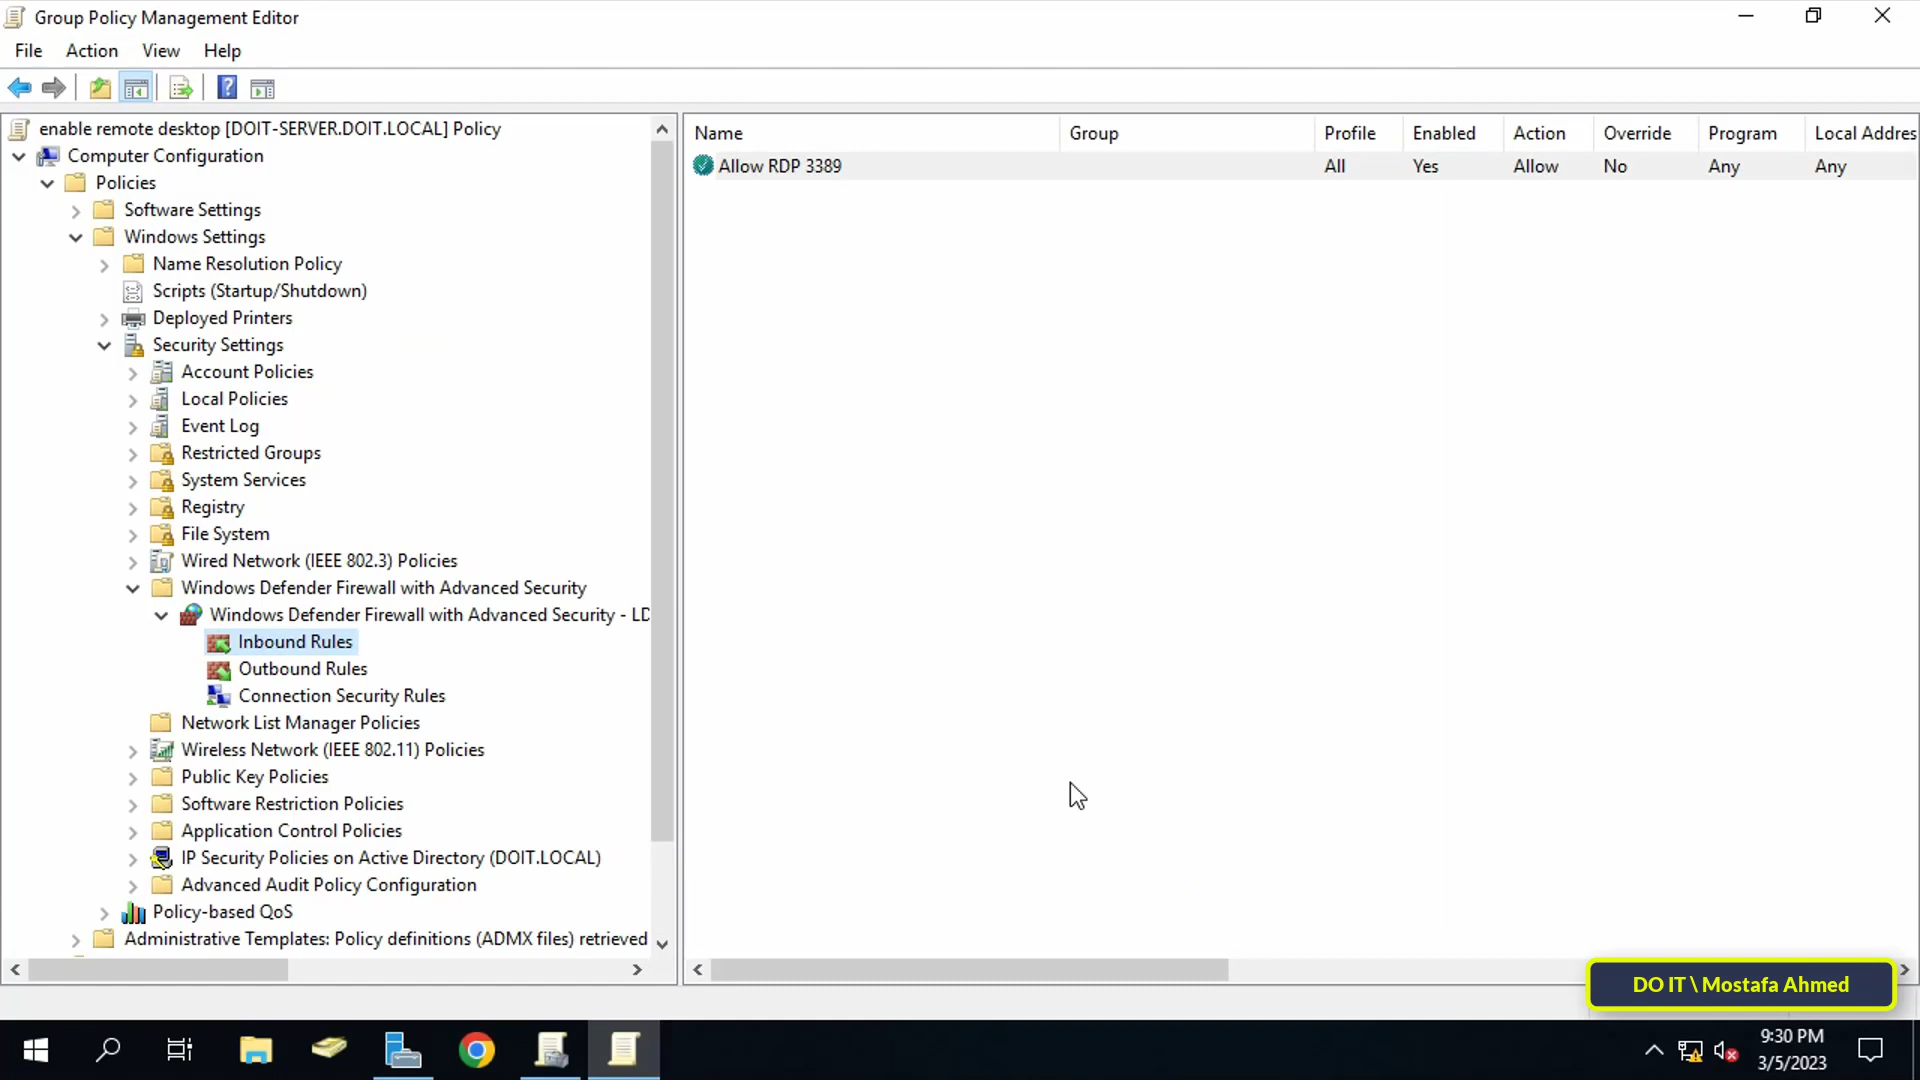 Group Policy Management Editor
File Action View Help
enable remote desktop [DOIT-SERVER.DOIT.LOCAL] Policy
Computer Configuration
Policies
Software Settings
Windows Settings
Name Resolution Policy
Scripts (Startup/Shutdown)
Deployed Printers
Security Settings
Account Policies
Local Policies
Event Log
Restricted Groups
System Services
Registry
File System
Wired Network (IEEE 802.3) Policies
Windows Defender Firewall with Advanced Security
Windows Defender Firewall with Advanced Security - LD
Inbound Rules
Outbound Rules
Connection Security Rules
Network List Manager Policies
Wireless Network (IEEE 802.11) Policies
Public Key Policies
Software Restriction Policies
Application Control Policies
IP Security Policies on Active Directory (DOIT.LOCAL)
Advanced Audit Policy Configuration
Policy-based QoS
Administrative Templates: Policy definitions (ADMX files) retrieved
Name Group Profile Enabled Action Override Program Local Addres
Allow RDP 3389 All Yes Allow No Any Any
DO IT \ Mostafa Ahmed
9:30 PM
3/5/2023